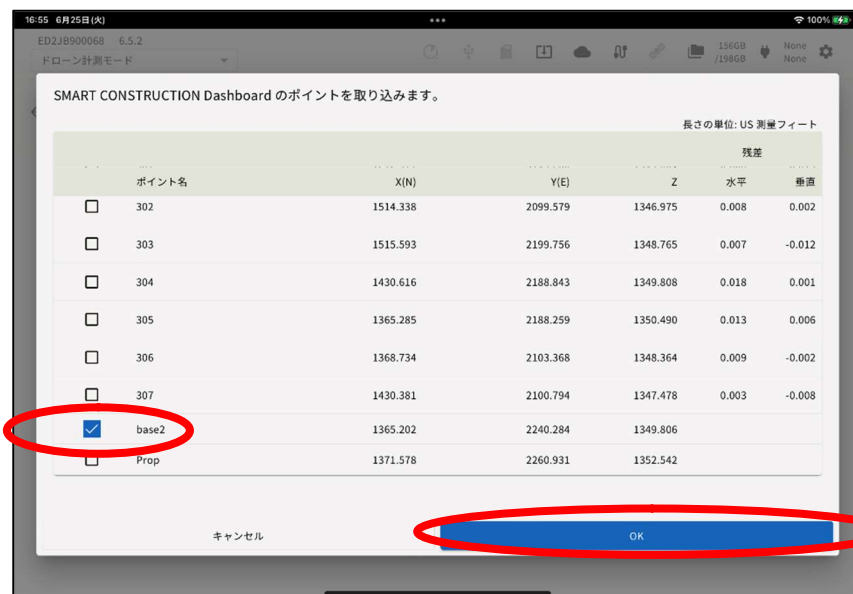 16:55 6月25日(火) 100%
ED2JB900068 6.5.2
ドローン計測モード
156GB
/198GB
None
None
SMART CONSTRUCTION Dashboard のポイントを取り込みます。
長さの単位: US 測量フィート
残差
ポイント名 X(N) Y(E) Z 水平 垂直
302 1514.338 2099.579 1346.975 0.008 0.002
303 1515.593 2199.756 1348.765 0.007 -0.012
304 1430.616 2188.843 1349.808 0.018 0.001
305 1365.285 2188.259 1350.490 0.013 0.006
306 1368.734 2103.368 1348.364 0.009 -0.002
307 1430.381 2100.794 1347.478 0.003 -0.008
base2 1365.202 2240.284 1349.806
Prop 1371.578 2260.931 1352.542
キャンセル OK